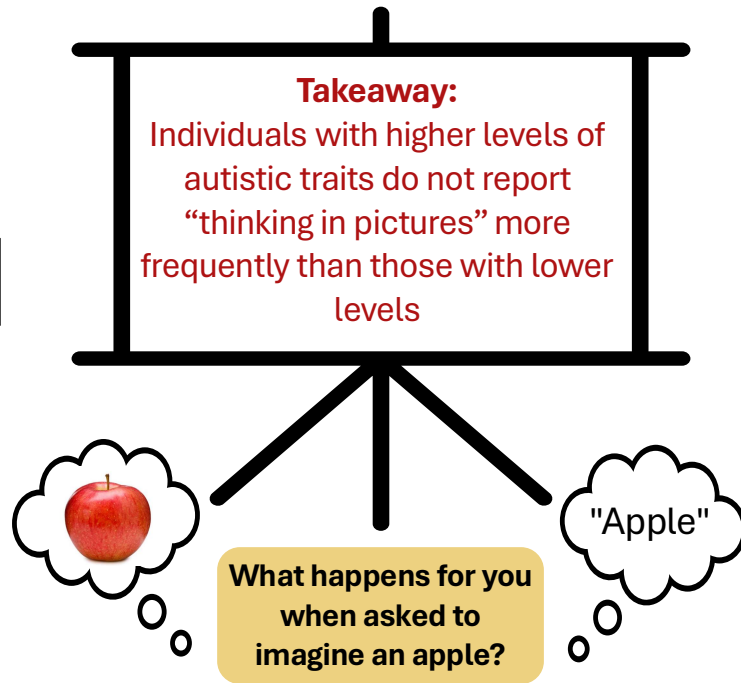 Takeaway:
Individuals with higher levels of
autistic traits do not report
“thinking in pictures” more
frequently than those with lower
levels
"Apple"
What happens for you
when asked to
imagine an apple?